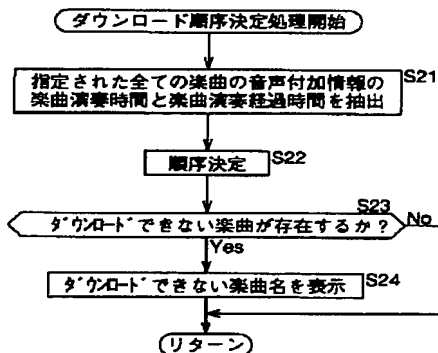 ダウンロード順序決定処理開始
S21
指定された全ての楽曲の音声付加情報の
楽曲演奏時間と楽曲演奏経過時間を抽出
S22
順序決定
S23
ダウンロードできない楽曲が存在するか？
No
Yes
S24
ダウンロードできない楽曲名を表示
リターン